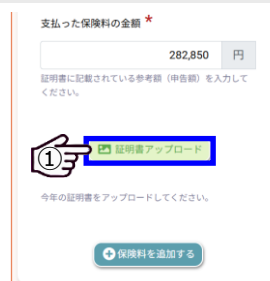 支払った保険料の金額 *
282,850 円
証明書に記載されている参考額（申告額）を入力して
ください。
① 証明書アップロード
今年の証明書をアップロードしてください。
保険料を追加する